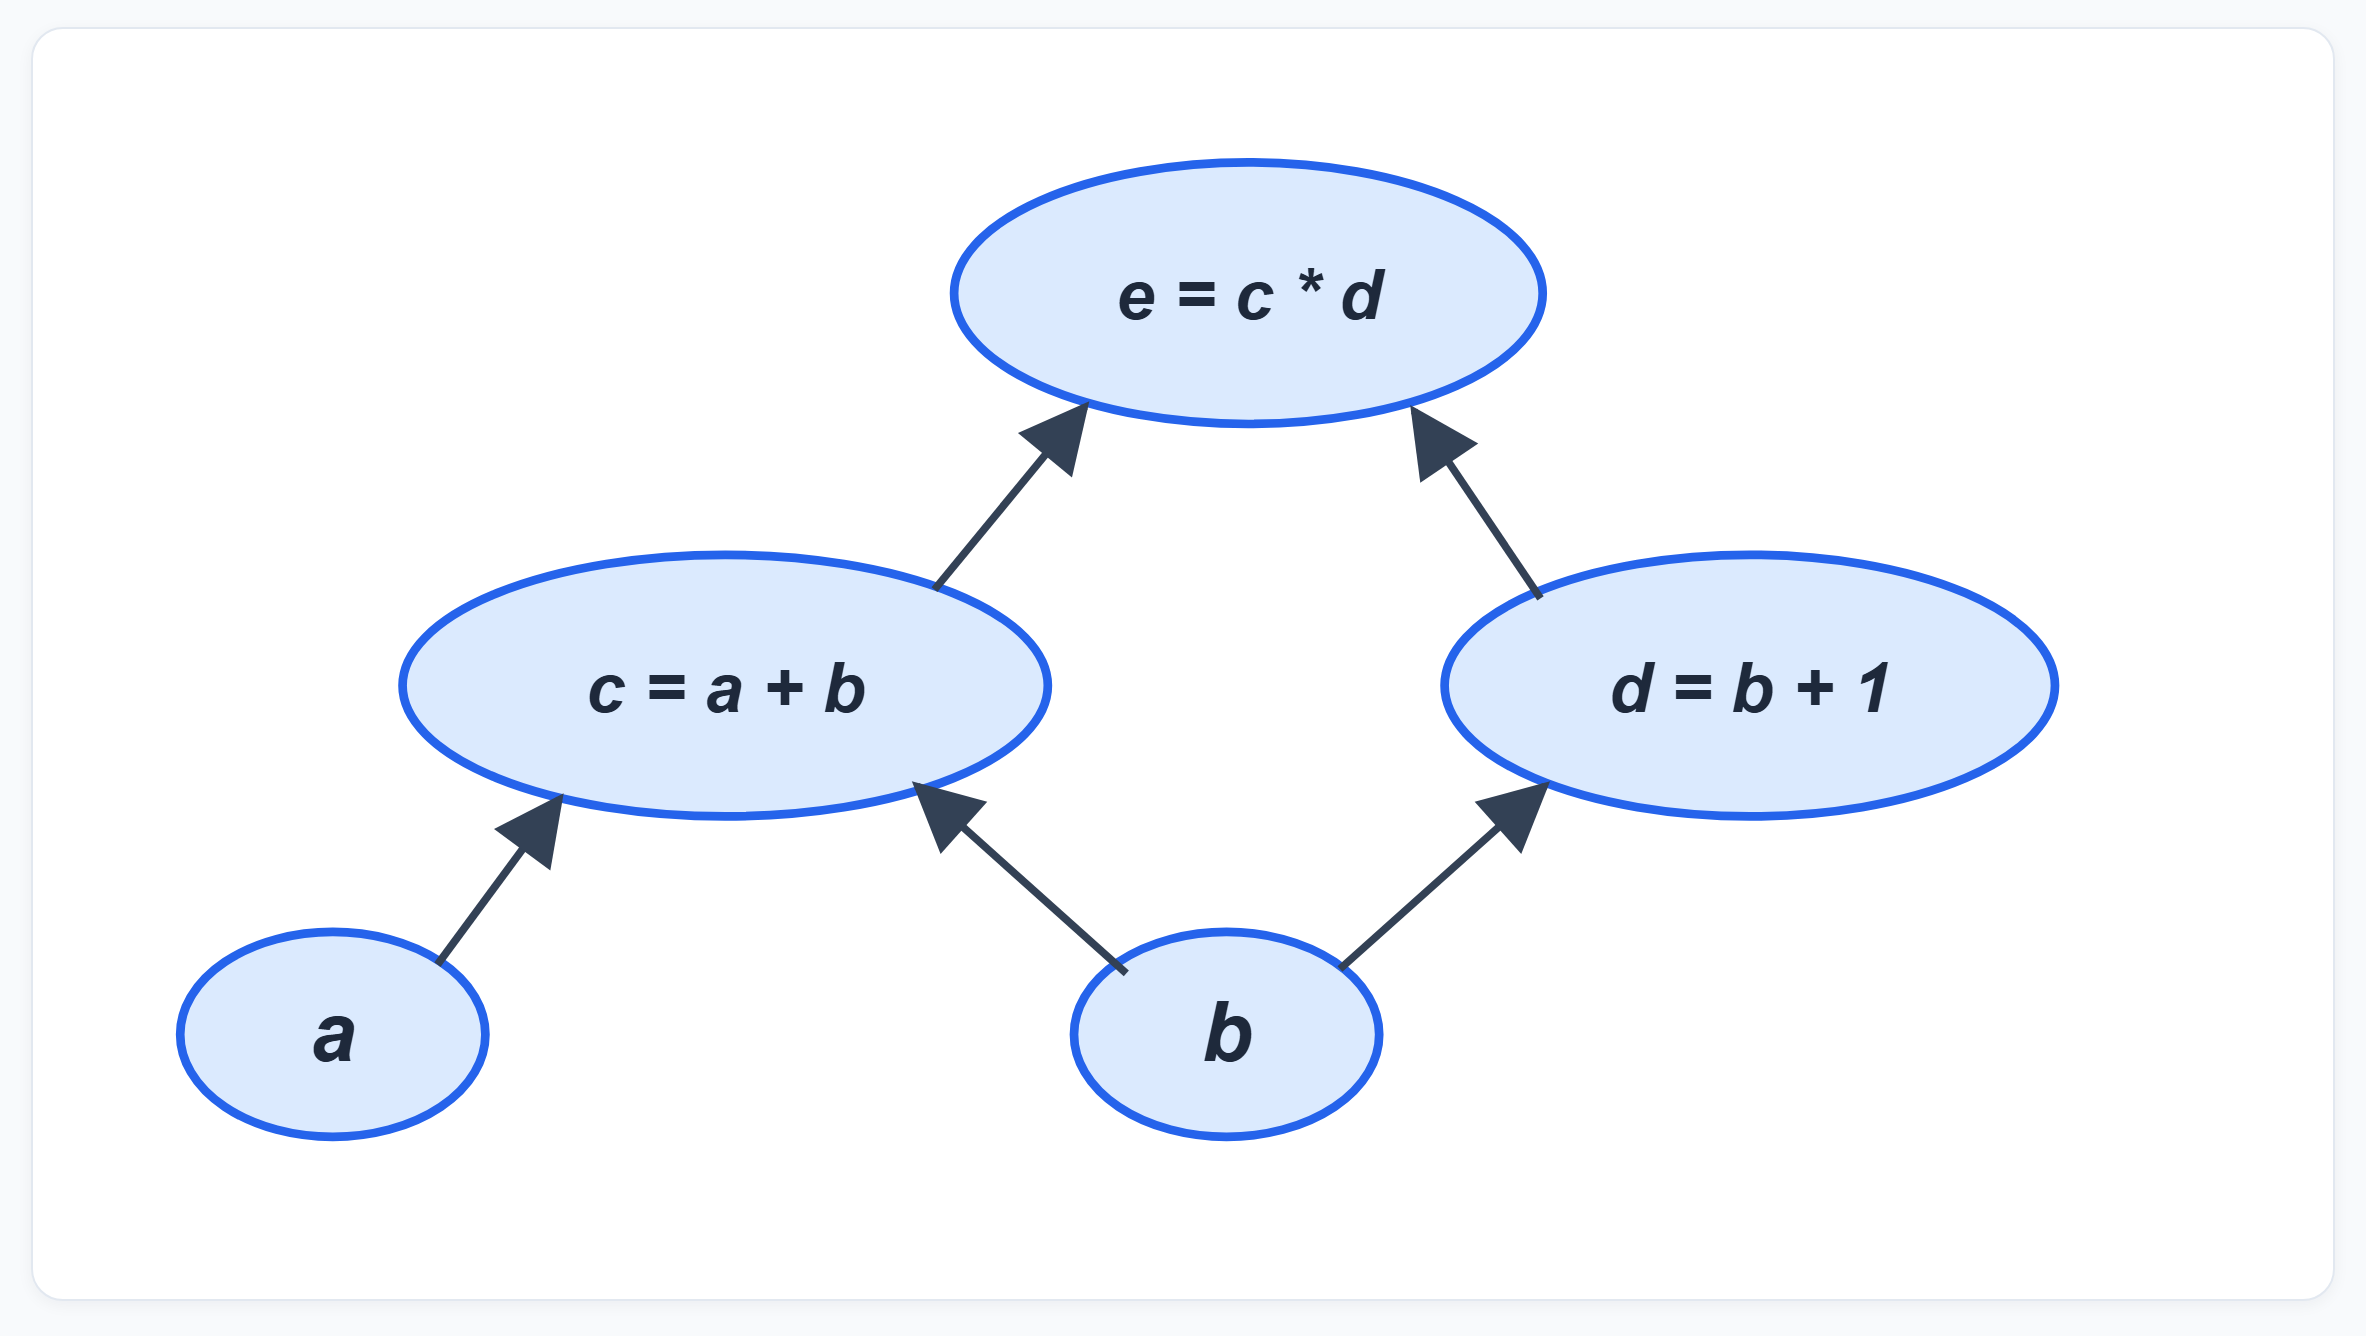 e = c * d
c = a + b
d = b + 1
a
b